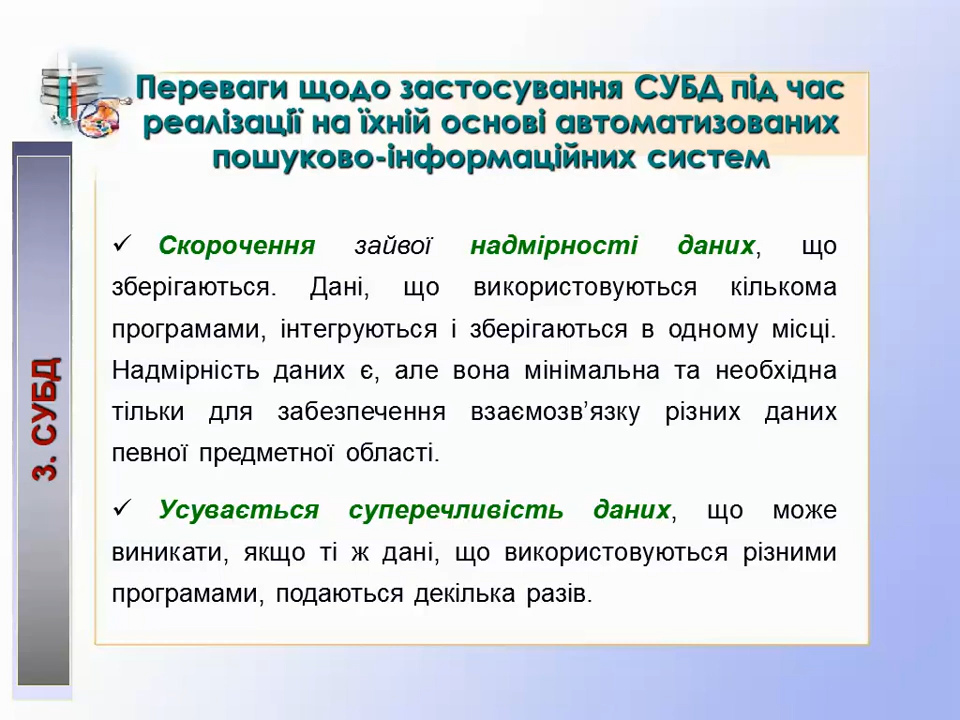 Переваги щодо застосування СУБД під час
реалізації на їхній основі автоматизованих
пошуково-інформаційних систем
3. СУБД
✓ Скорочення зайвої надмірності даних, що
зберігаються. Дані, що використовуються кількома
програмами, інтегруються і зберігаються в одному місці.
Надмірність даних є, але вона мінімальна та необхідна
тільки для забезпечення взаємозв’язку різних даних
певної предметної області.
✓ Усувається суперечливість даних, що може
виникати, якщо ті ж дані, що використовуються різними
програмами, подаються декілька разів.